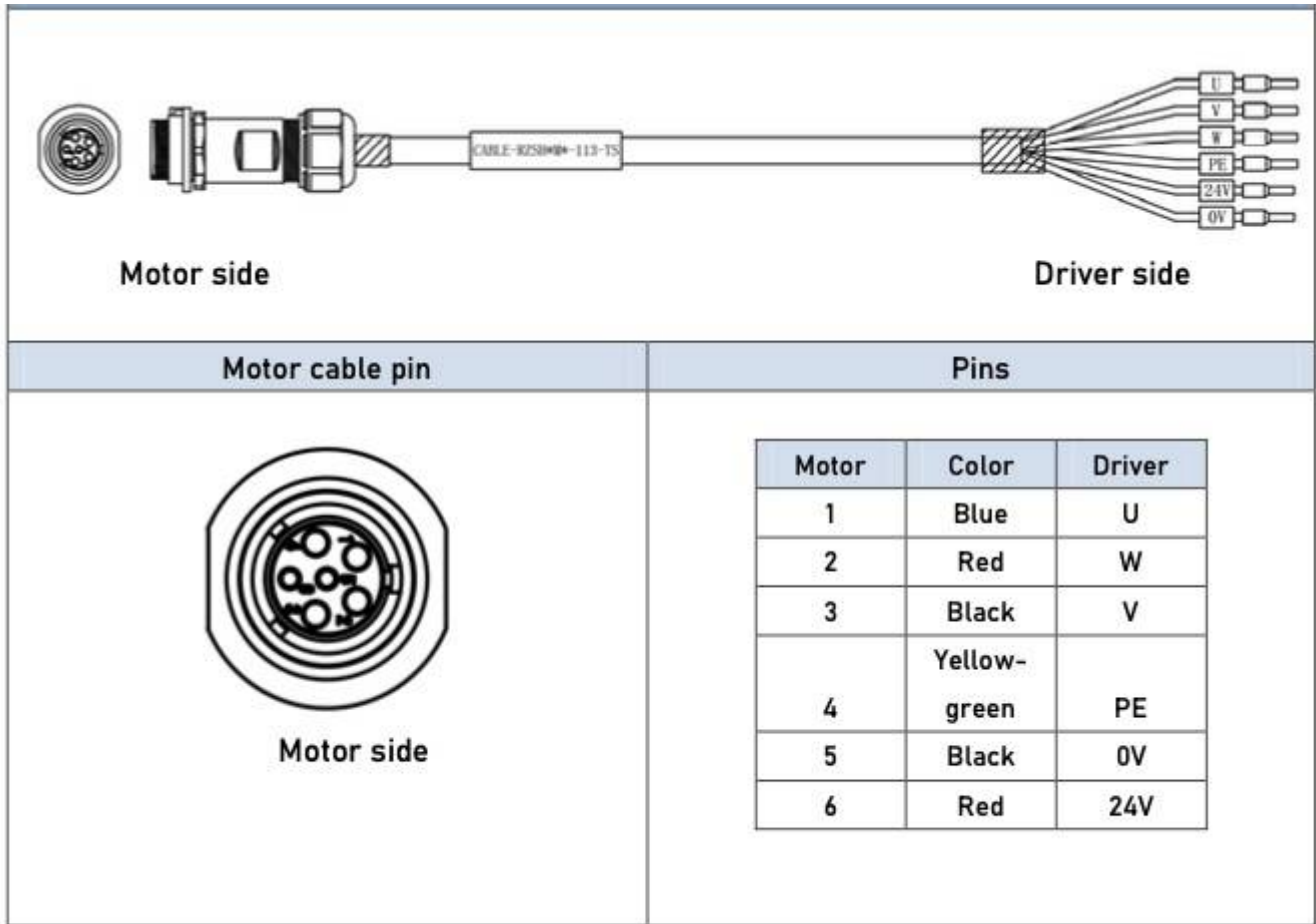 U
V
W
PE
24V
0V
Motor side
Driver side
Motor cable pin
Pins
Motor side
Motor Color Driver
1 Blue U
2 Red W
3 Black V
Yellow-
4 green PE
5 Black 0V
6 Red 24V